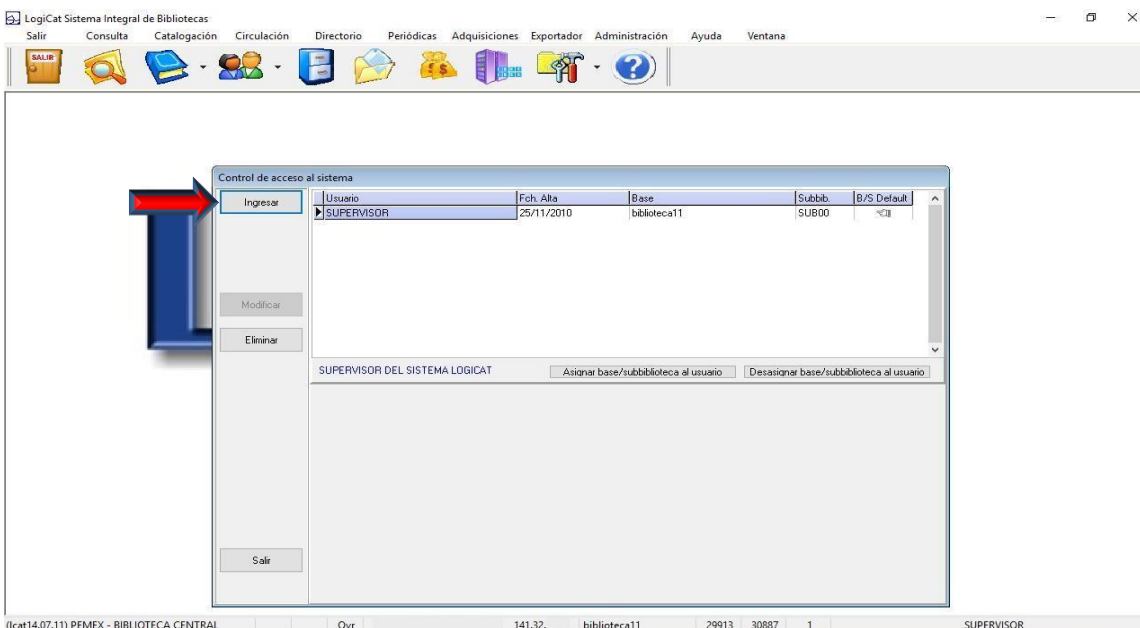 LogiCat Sistema Integral de Bibliotecas
Salir Consulta Catalogación Circulación Directorio Periódicas Adquisiciones Exportador Administración Ayuda Ventana
SALIR
Control de acceso al sistema
Ingresar
Usuario Fch. Alta Base Subbib. B/S Default
SUPERVISOR 25/11/2010 biblioteca11 SUB00
Modificar
Eliminar
SUPERVISOR DEL SISTEMA LOGICAT Asignar base/subbiblioteca al usuario Desasignar base/subbiblioteca al usuario
Salir
(lcat14.07.11) PEMEX - BIBLIOTECA CENTRAL Ovr 141.32. biblioteca11 29913 30887 1 SUPERVISOR